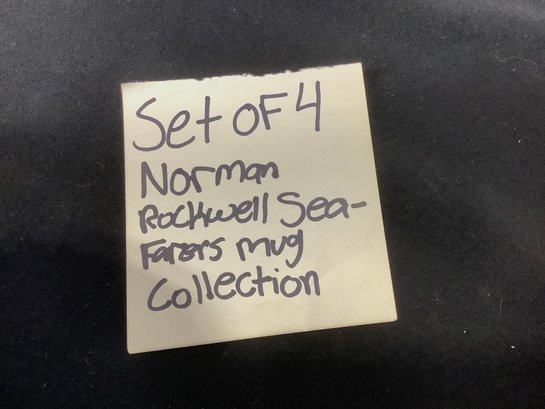 Set of 4
Norman
Rockwell Sea-
Farers mug
Collection